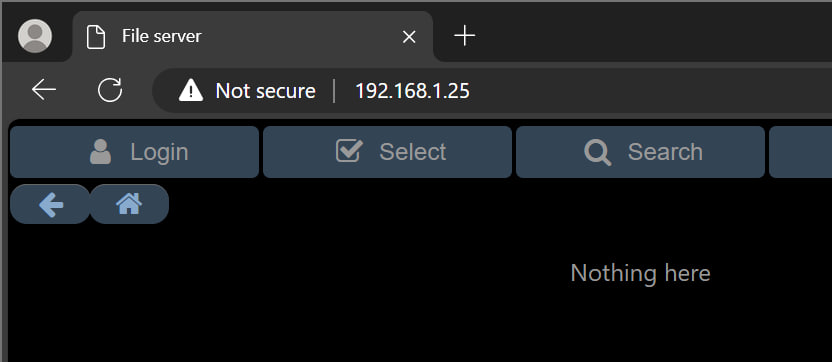 File server
Not secure 192.168.1.25
Login Select Search
Nothing here